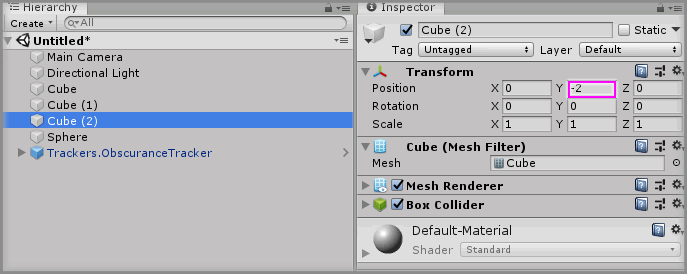 Hierarchy
Create
All
Untitled*
Main Camera
Directional Light
Cube
Cube (1)
Cube (2)
Sphere
Trackers.ObscuranceTracker
Inspector
Cube (2)
Static
Tag Untagged Layer Default
Transform
Position X 0 Y -2 Z 0
Rotation X 0 Y 0 Z 0
Scale X 1 Y 1 Z 1
Cube (Mesh Filter)
Mesh Cube
Mesh Renderer
Box Collider
Default-Material
Shader Standard